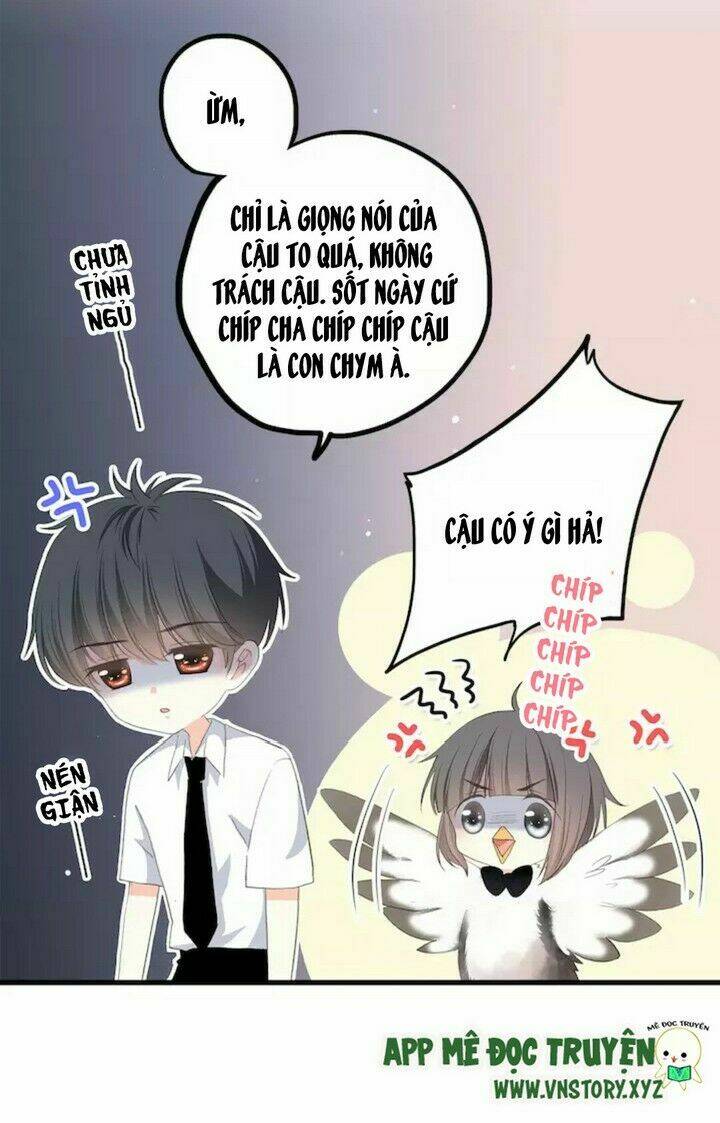 ỪM,
CHỈ LÀ GIỌNG NÓI CỦA
CẬU TO QUÁ, KHÔNG
TRÁCH CẬU. SỐT NGÀY CỨ
CHÍP CHA CHÍP CHÍP CẬU
LÀ CON CHYM À.
CHƯA
TỈNH
NGỦ
CẬU CÓ Ý GÌ HẢ!
CHÍP
CHÍP
CHÍP
CHÍP
CHÍP
NÉN
GIẬN
MÊ ĐỌC TRUYỆN
APP MÊ ĐỌC TRUYỆN
WWW.VNSTORY.XYZ